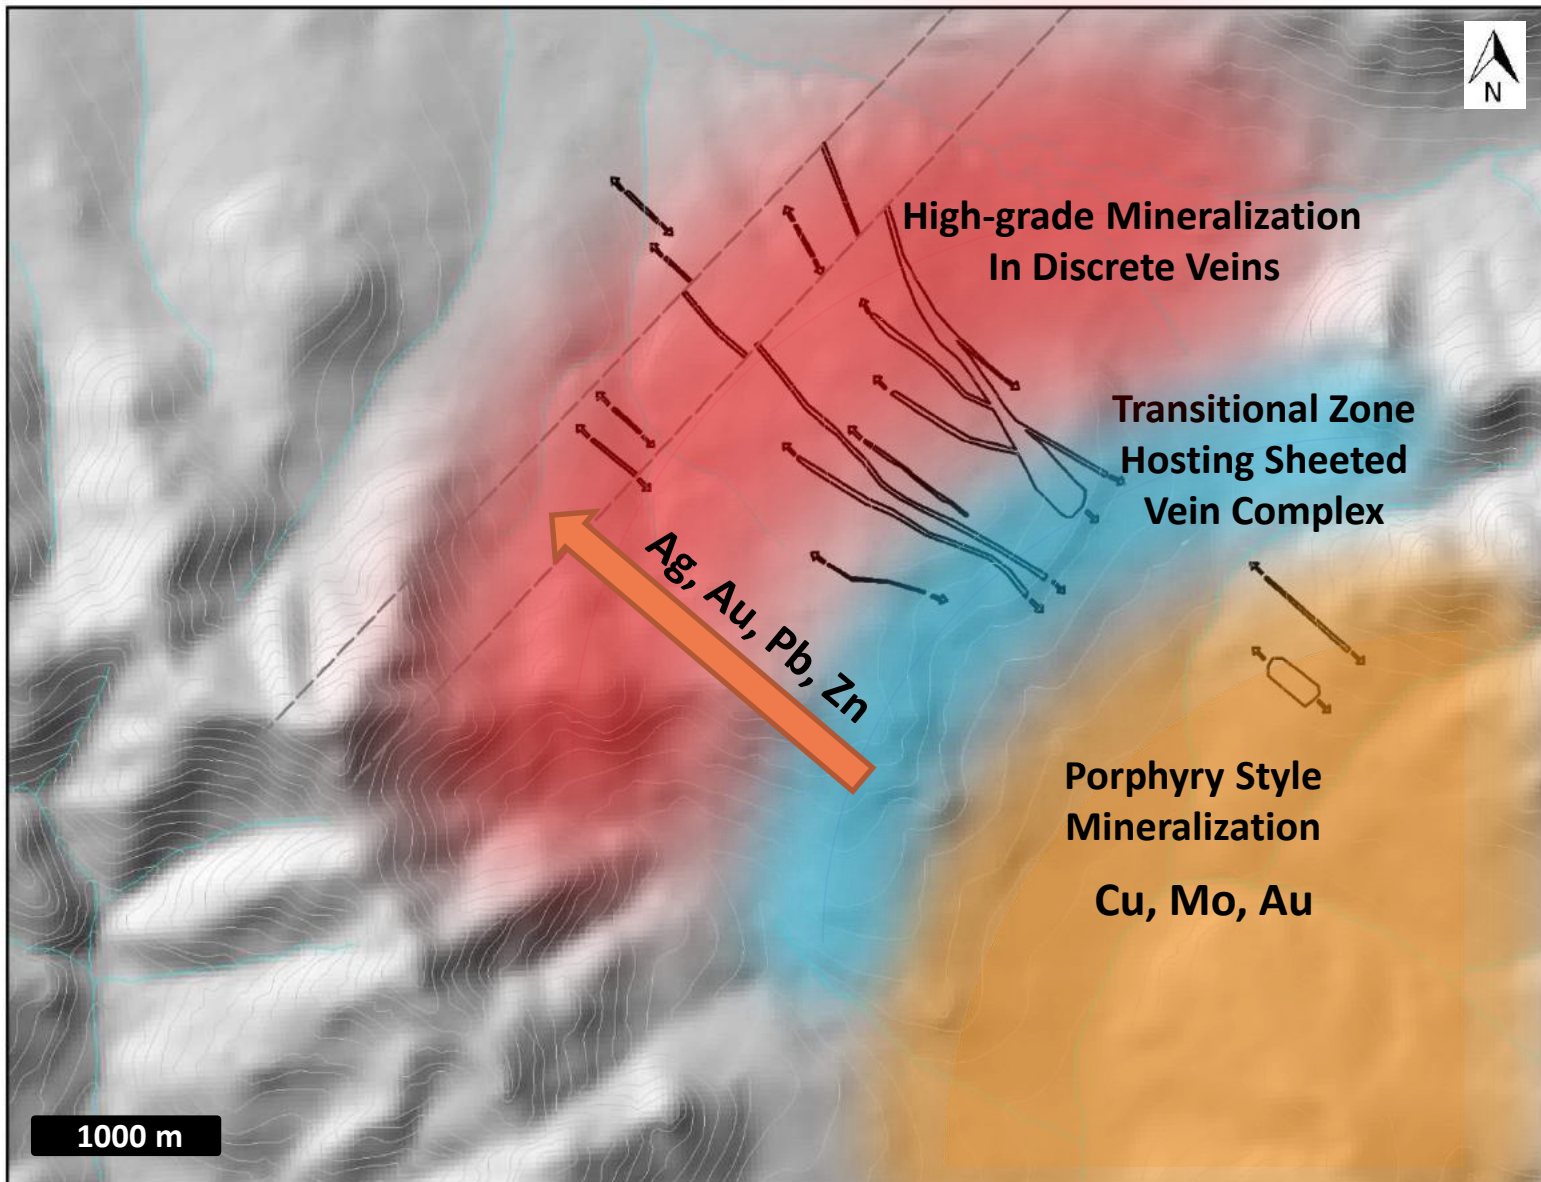 N
High-grade Mineralization
In Discrete Veins
Transitional Zone
Hosting Sheeted
Vein Complex
Ag, Au, Pb, Zn
Porphyry Style
Mineralization
Cu, Mo, Au
1000 m